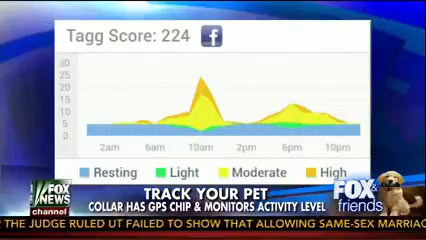 Tagg Score: 224 f
30
25
20
15
10
5
0
2am 6am 10am 2pm 6pm 10pm
Resting Light Moderate High
TRACK YOUR PET
COLLAR HAS GPS CHIP & MONITORS ACTIVITY LEVEL
FOX
NEWS
channel
FOX
& friends
R THE JUDGE RULED UT FAILED TO SHOW THAT ALLOWING SAME-SEX MARRIAG